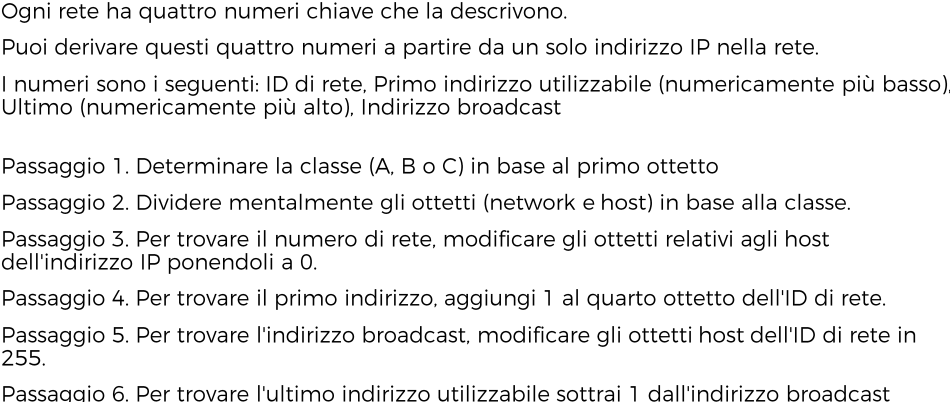 Ogni rete ha quattro numeri chiave che la descrivono.
Puoi derivare questi quattro numeri a partire da un solo indirizzo IP nella rete.
I numeri sono i seguenti: ID di rete, Primo indirizzo utilizzabile (numericamente più basso),
Ultimo (numericamente più alto), Indirizzo broadcast
Passaggio 1. Determinare la classe (A, B o C) in base al primo ottetto
Passaggio 2. Dividere mentalmente gli ottetti (network e host) in base alla classe.
Passaggio 3. Per trovare il numero di rete, modificare gli ottetti relativi agli host
dell'indirizzo IP ponendoli a 0.
Passaggio 4. Per trovare il primo indirizzo, aggiungi 1 al quarto ottetto dell'ID di rete.
Passaggio 5. Per trovare l'indirizzo broadcast, modificare gli ottetti host dell'ID di rete in
255.
Passaggio 6. Per trovare l'ultimo indirizzo utilizzabile sottrai 1 dall'indirizzo broadcast